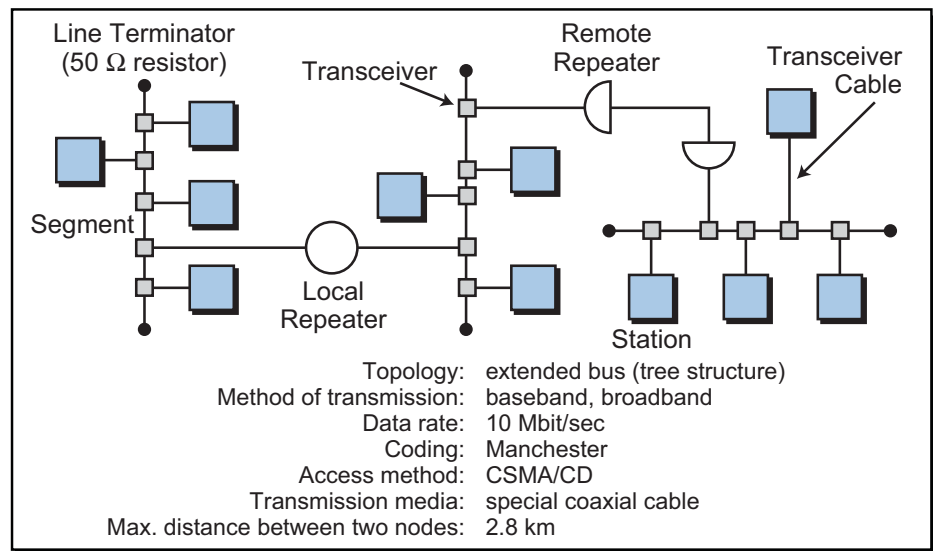 Line Terminator
(50 Ω resistor)
Transceiver
Remote
Repeater
Transceiver
Cable
Segment
Local
Repeater
Station
Topology: extended bus (tree structure)
Method of transmission: baseband, broadband
Data rate: 10 Mbit/sec
Coding: Manchester
Access method: CSMA/CD
Transmission media: special coaxial cable
Max. distance between two nodes: 2.8 km